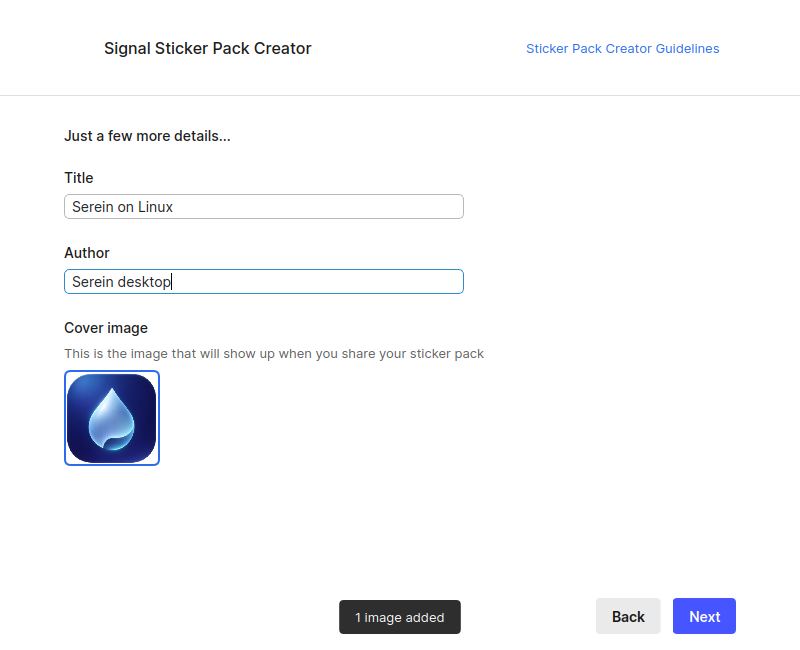 Signal Sticker Pack Creator
Sticker Pack Creator Guidelines
Just a few more details...
Title
Serein on Linux
Author
Serein desktop
Cover image
This is the image that will show up when you share your sticker pack
1 image added
Back
Next